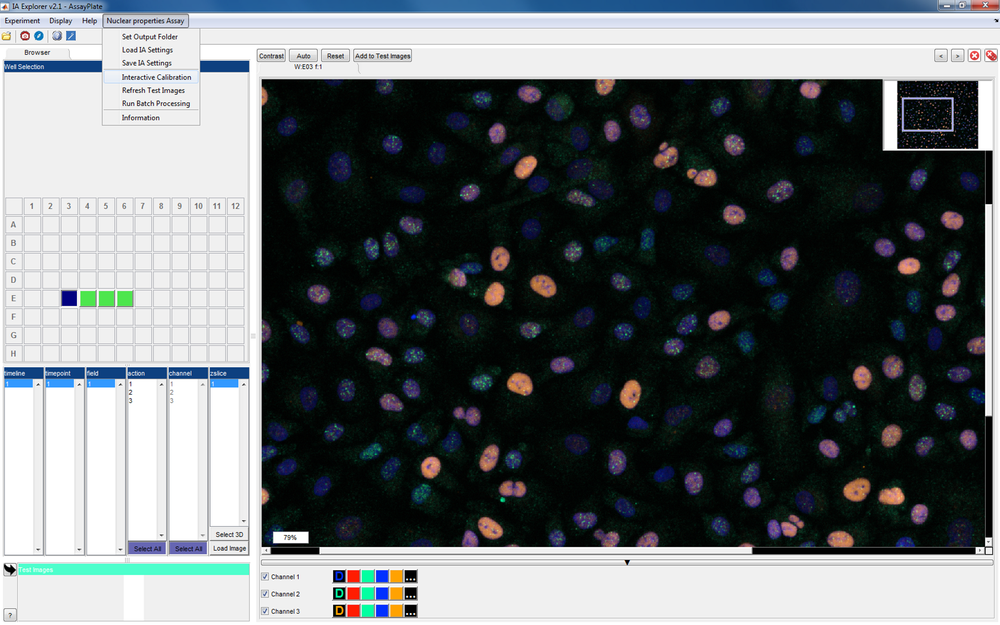 IA Explorer v2.1 - AssayPlate
Experiment Display Help Nuclear properties Assay
Set Output Folder
Load IA Settings
Save IA Settings
Interactive Calibration
Refresh Test Images
Run Batch Processing
Information
Browser
Well Selection
1 2 3 4 5 6 7 8 9 10 11 12
A
B
C
D
E
F
G
H
timeline timepoint field action channel zslice
1 1 1 1 1 1
2 2
3 3
Select 3D
Select All Select All Load Image
Test Images
?
Contrast Auto Reset Add to Test Images < >
W:E03 f:1
79%
Channel 1 D ...
Channel 2 D ...
Channel 3 D ...